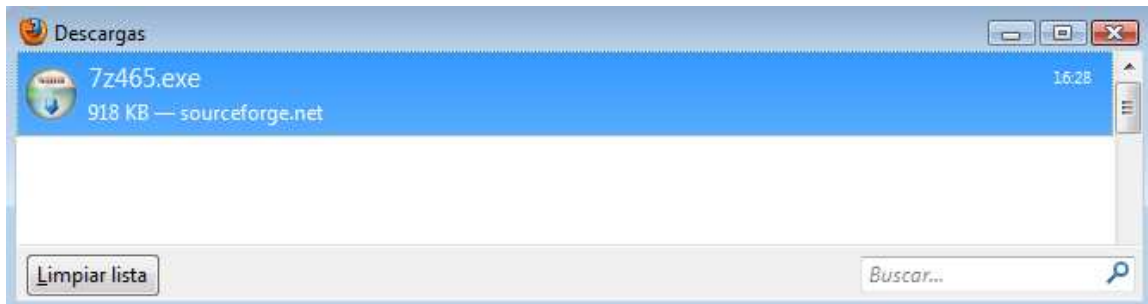 Descargas
7z465.exe
16:28
918 KB — sourceforge.net
Limpiar lista
Buscar...